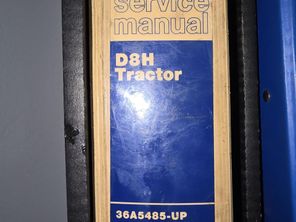 service
manual
D8H
Tractor
36A5485-UP